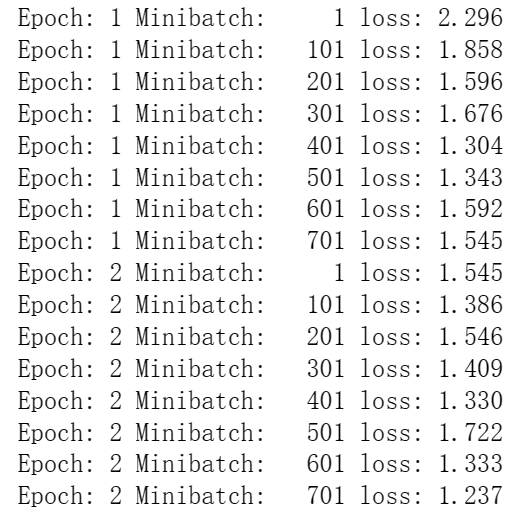 Epoch: 1 Minibatch:     1 loss: 2.296
Epoch: 1 Minibatch:   101 loss: 1.858
Epoch: 1 Minibatch:   201 loss: 1.596
Epoch: 1 Minibatch:   301 loss: 1.676
Epoch: 1 Minibatch:   401 loss: 1.304
Epoch: 1 Minibatch:   501 loss: 1.343
Epoch: 1 Minibatch:   601 loss: 1.592
Epoch: 1 Minibatch:   701 loss: 1.545
Epoch: 2 Minibatch:     1 loss: 1.545
Epoch: 2 Minibatch:   101 loss: 1.386
Epoch: 2 Minibatch:   201 loss: 1.546
Epoch: 2 Minibatch:   301 loss: 1.409
Epoch: 2 Minibatch:   401 loss: 1.330
Epoch: 2 Minibatch:   501 loss: 1.722
Epoch: 2 Minibatch:   601 loss: 1.333
Epoch: 2 Minibatch:   701 loss: 1.237